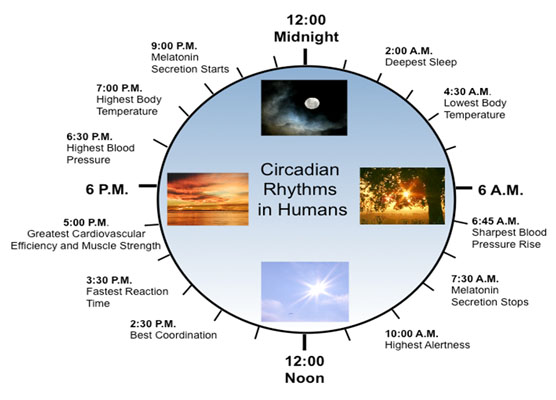 12:00
Midnight
2:00 A.M.
Deepest Sleep
4:30 A.M.
Lowest Body
Temperature
6 A.M.
6:45 A.M.
Sharpest Blood
Pressure Rise
7:30 A.M.
Melatonin
Secretion Stops
10:00 A.M.
Highest Alertness
12:00
Noon
2:30 P.M.
Best Coordination
3:30 P.M.
Fastest Reaction
Time
5:00 P.M.
Greatest Cardiovascular
Efficiency and Muscle Strength
6 P.M.
6:30 P.M.
Highest Blood
Pressure
7:00 P.M.
Highest Body
Temperature
9:00 P.M.
Melatonin
Secretion Starts
Circadian
Rhythms
in Humans